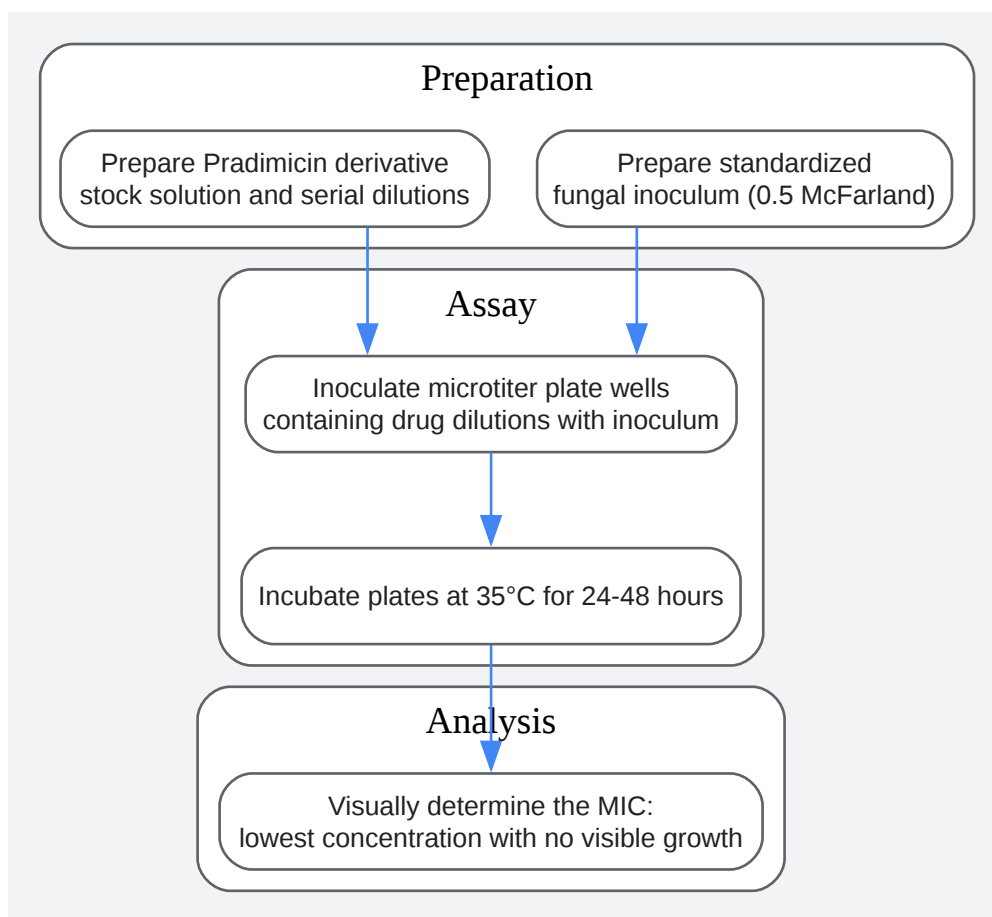 Preparation
Prepare Pradimicin derivative
stock solution and serial dilutions
Prepare standardized
fungal inoculum (0.5 McFarland)
Assay
Inoculate microtiter plate wells
containing drug dilutions with inoculum
Incubate plates at 35°C for 24-48 hours
Analysis
Visually determine the MIC:
lowest concentration with no visible growth